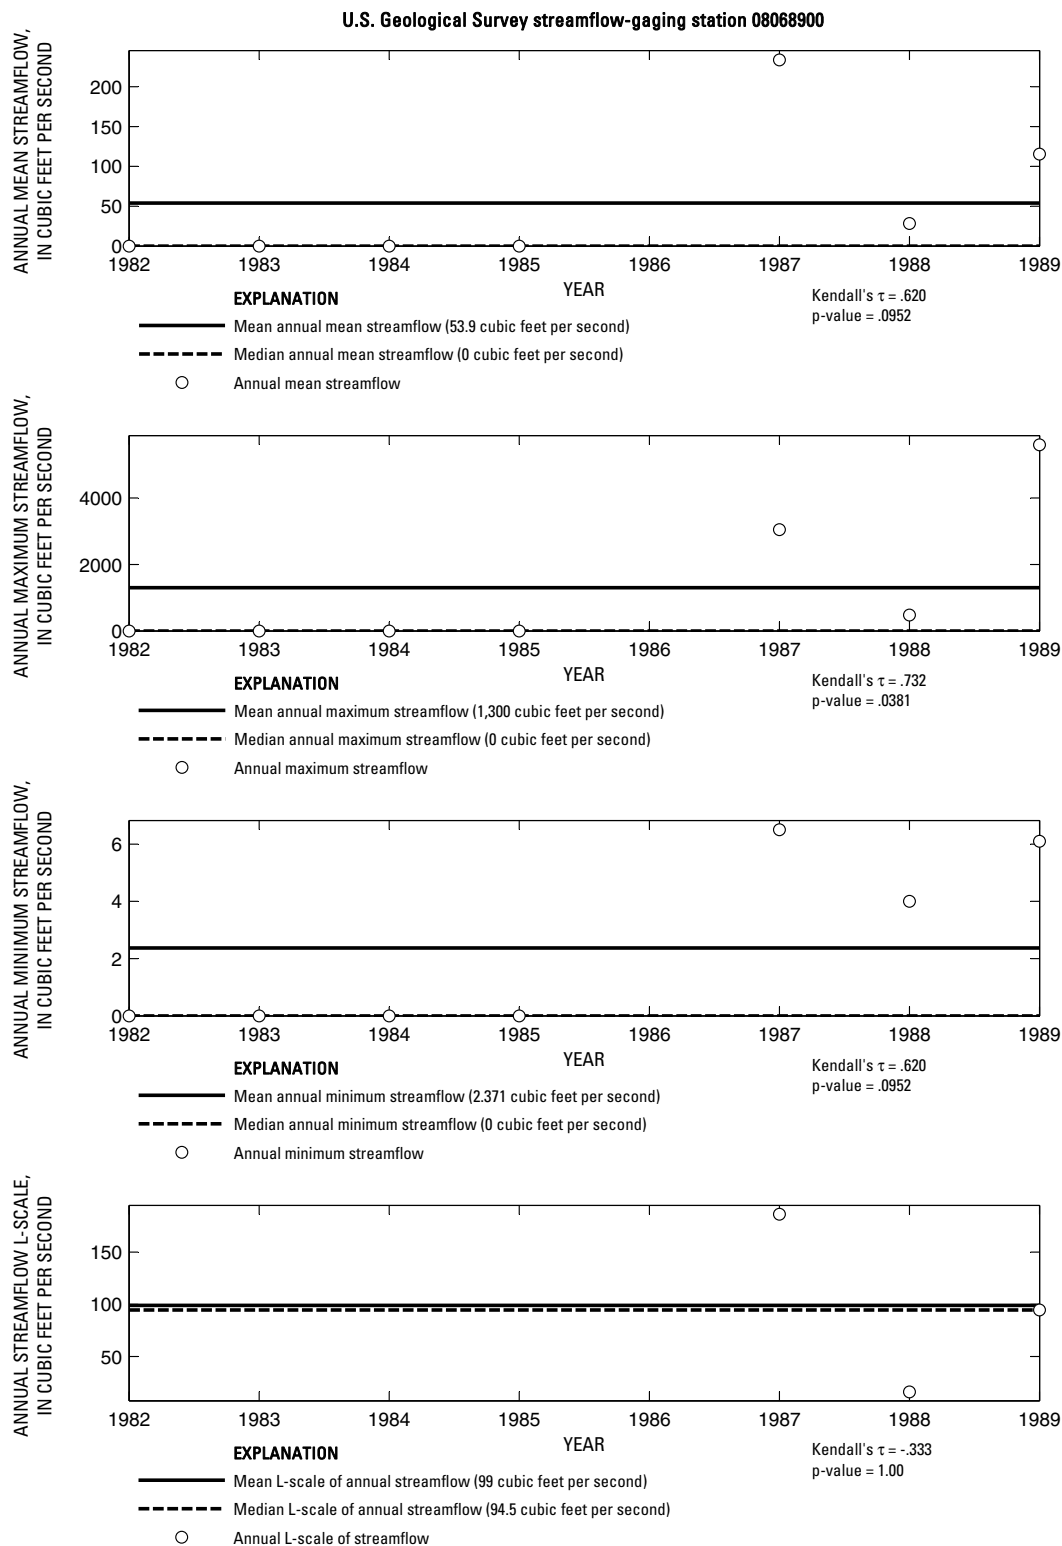 U.S. Geological Survey streamflow-gaging station 08068900
ANNUAL MEAN STREAMFLOW,
IN CUBIC FEET PER SECOND
200
150
100
50
0
1982 1983 1984 1985 1986 1987 1988 1989
YEAR
Kendall's τ = .620
p-value = .0952
EXPLANATION
Mean annual mean streamflow (53.9 cubic feet per second)
Median annual mean streamflow (0 cubic feet per second)
Annual mean streamflow
ANNUAL MAXIMUM STREAMFLOW,
IN CUBIC FEET PER SECOND
4000
2000
0
1982 1983 1984 1985 1986 1987 1988 1989
YEAR
Kendall's τ = .732
p-value = .0381
EXPLANATION
Mean annual maximum streamflow (1,300 cubic feet per second)
Median annual maximum streamflow (0 cubic feet per second)
Annual maximum streamflow
ANNUAL MINIMUM STREAMFLOW,
IN CUBIC FEET PER SECOND
6
4
2
0
1982 1983 1984 1985 1986 1987 1988 1989
YEAR
Kendall's τ = .620
p-value = .0952
EXPLANATION
Mean annual minimum streamflow (2.371 cubic feet per second)
Median annual minimum streamflow (0 cubic feet per second)
Annual minimum streamflow
ANNUAL STREAMFLOW L-SCALE,
IN CUBIC FEET PER SECOND
150
100
50
1982 1983 1984 1985 1986 1987 1988 1989
YEAR
Kendall's τ = -.333
p-value = 1.00
EXPLANATION
Mean L-scale of annual streamflow (99 cubic feet per second)
Median L-scale of annual streamflow (94.5 cubic feet per second)
Annual L-scale of streamflow